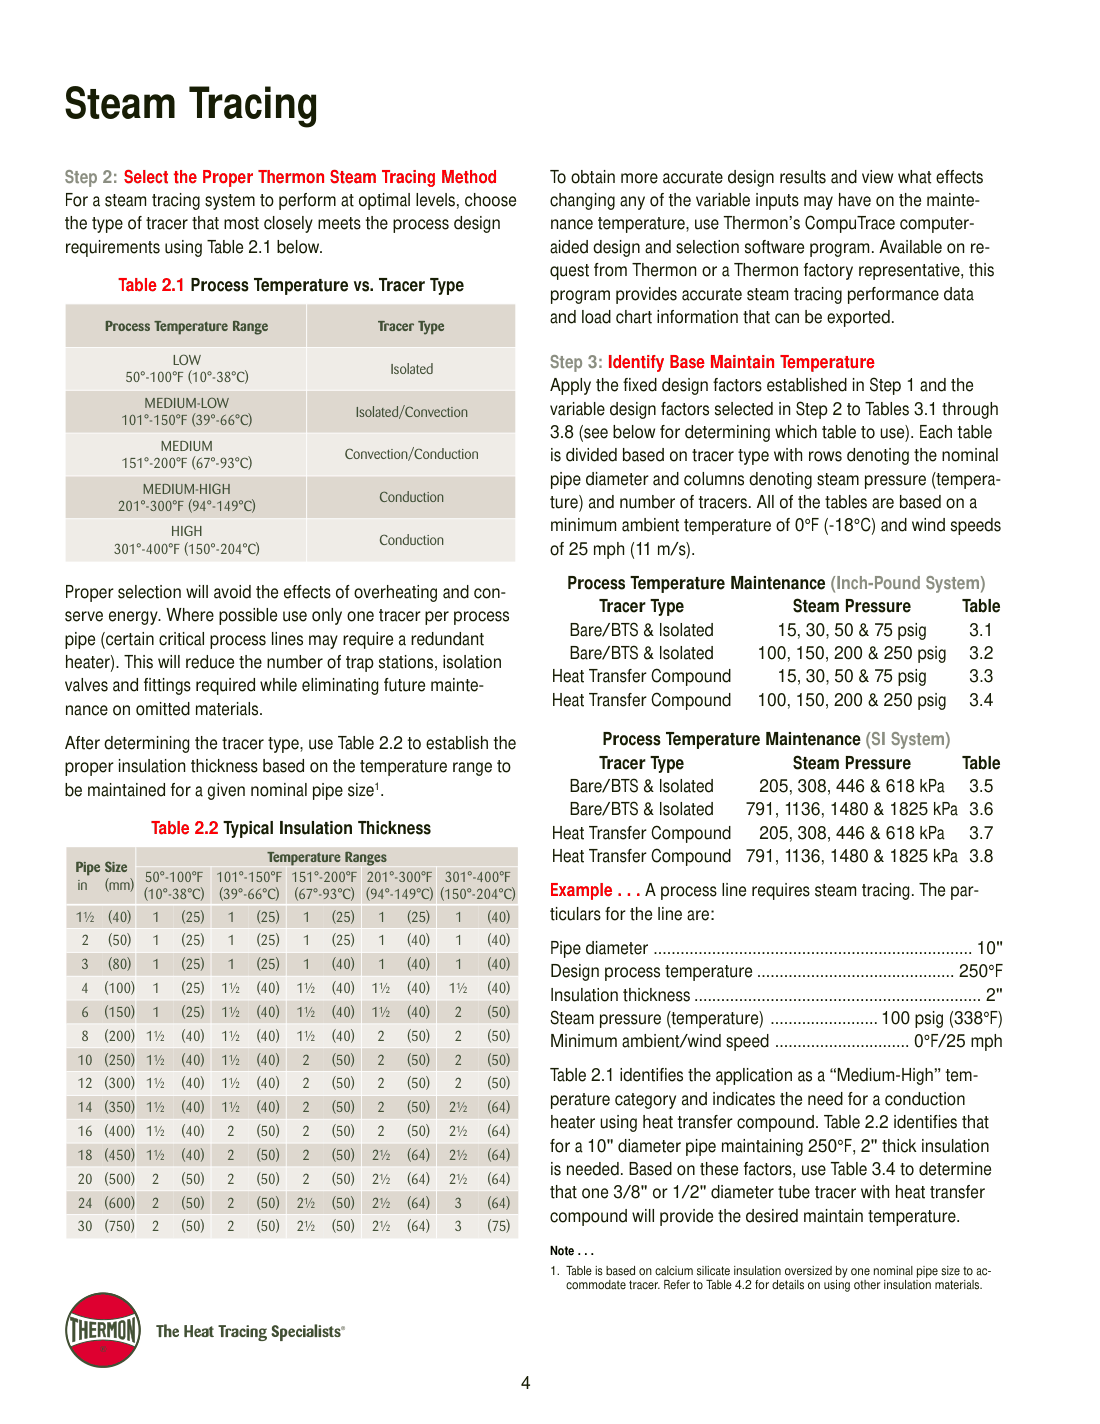 Steam Tracing
Step 2: Select the Proper Thermon Steam Tracing Method
For a steam tracing system to perform at optimal levels, choose
the type of tracer that most closely meets the process design
requirements using Table 2.1 below.
Table 2.1 Process Temperature vs. Tracer Type
Process Temperature Range Tracer Type
LOW
50°-100°F (10°-38°C) Isolated
MEDIUM-LOW
101°-150°F (39°-66°C) Isolated/Convection
MEDIUM
151°-200°F (67°-93°C) Convection/Conduction
MEDIUM-HIGH
201°-300°F (94°-149°C) Conduction
HIGH
301°-400°F (150°-204°C) Conduction
Proper selection will avoid the effects of overheating and con-
serve energy. Where possible use only one tracer per process
pipe (certain critical process lines may require a redundant
heater). This will reduce the number of trap stations, isolation
valves and fittings required while eliminating future mainte-
nance on omitted materials.
After determining the tracer type, use Table 2.2 to establish the
proper insulation thickness based on the temperature range to
be maintained for a given nominal pipe size¹.
Table 2.2 Typical Insulation Thickness
Pipe Size Temperature Ranges
in (mm) 50°-100°F 101°-150°F 151°-200°F 201°-300°F 301°-400°F
(10°-38°C) (39°-66°C) (67°-93°C) (94°-149°C) (150°-204°C)
1½ (40) 1 (25) 1 (25) 1 (25) 1 (25) 1 (40)
2 (50) 1 (25) 1 (25) 1 (25) 1 (40) 1 (40)
3 (80) 1 (25) 1 (25) 1 (40) 1 (40) 1 (40)
4 (100) 1 (25) 1½ (40) 1½ (40) 1½ (40) 1½ (40)
6 (150) 1 (25) 1½ (40) 1½ (40) 1½ (40) 2 (50)
8 (200) 1½ (40) 1½ (40) 1½ (40) 2 (50) 2 (50)
10 (250) 1½ (40) 1½ (40) 2 (50) 2 (50) 2 (50)
12 (300) 1½ (40) 1½ (40) 2 (50) 2 (50) 2 (50)
14 (350) 1½ (40) 1½ (40) 2 (50) 2 (50) 2½ (64)
16 (400) 1½ (40) 2 (50) 2 (50) 2 (50) 2½ (64)
18 (450) 1½ (40) 2 (50) 2 (50) 2½ (64) 2½ (64)
20 (500) 2 (50) 2 (50) 2 (50) 2½ (64) 2½ (64)
24 (600) 2 (50) 2 (50) 2½ (50) 2½ (64) 3 (64)
30 (750) 2 (50) 2 (50) 2½ (50) 2½ (64) 3 (75)
To obtain more accurate design results and view what effects
changing any of the variable inputs may have on the mainte-
nance temperature, use Thermon's CompuTrace computer-
aided design and selection software program. Available on re-
quest from Thermon or a Thermon factory representative, this
program provides accurate steam tracing performance data
and load chart information that can be exported.
Step 3: Identify Base Maintain Temperature
Apply the fixed design factors established in Step 1 and the
variable design factors selected in Step 2 to Tables 3.1 through
3.8 (see below for determining which table to use). Each table
is divided based on tracer type with rows denoting the nominal
pipe diameter and columns denoting steam pressure (tempera-
ture) and number of tracers. All of the tables are based on a
minimum ambient temperature of 0°F (-18°C) and wind speeds
of 25 mph (11 m/s).
Process Temperature Maintenance (Inch-Pound System)
Tracer Type Steam Pressure Table
Bare/BTS & Isolated 15, 30, 50 & 75 psig 3.1
Bare/BTS & Isolated 100, 150, 200 & 250 psig 3.2
Heat Transfer Compound 15, 30, 50 & 75 psig 3.3
Heat Transfer Compound 100, 150, 200 & 250 psig 3.4
Process Temperature Maintenance (SI System)
Tracer Type Steam Pressure Table
Bare/BTS & Isolated 205, 308, 446 & 618 kPa 3.5
Bare/BTS & Isolated 791, 1136, 1480 & 1825 kPa 3.6
Heat Transfer Compound 205, 308, 446 & 618 kPa 3.7
Heat Transfer Compound 791, 1136, 1480 & 1825 kPa 3.8
Example . . . A process line requires steam tracing. The par-
ticulars for the line are:
Pipe diameter ....................................................................... 10"
Design process temperature ............................................ 250°F
Insulation thickness ................................................................ 2"
Steam pressure (temperature) ........................ 100 psig (338°F)
Minimum ambient/wind speed .............................. 0°F/25 mph
Table 2.1 identifies the application as a “Medium-High” tem-
perature category and indicates the need for a conduction
heater using heat transfer compound. Table 2.2 identifies that
for a 10" diameter pipe maintaining 250°F, 2" thick insulation
is needed. Based on these factors, use Table 3.4 to determine
that one 3/8" or 1/2" diameter tube tracer with heat transfer
compound will provide the desired maintain temperature.
Note . . .
1. Table is based on calcium silicate insulation oversized by one nominal pipe size to ac-
commodate tracer. Refer to Table 4.2 for details on using other insulation materials.
THERMON
The Heat Tracing Specialists®
4